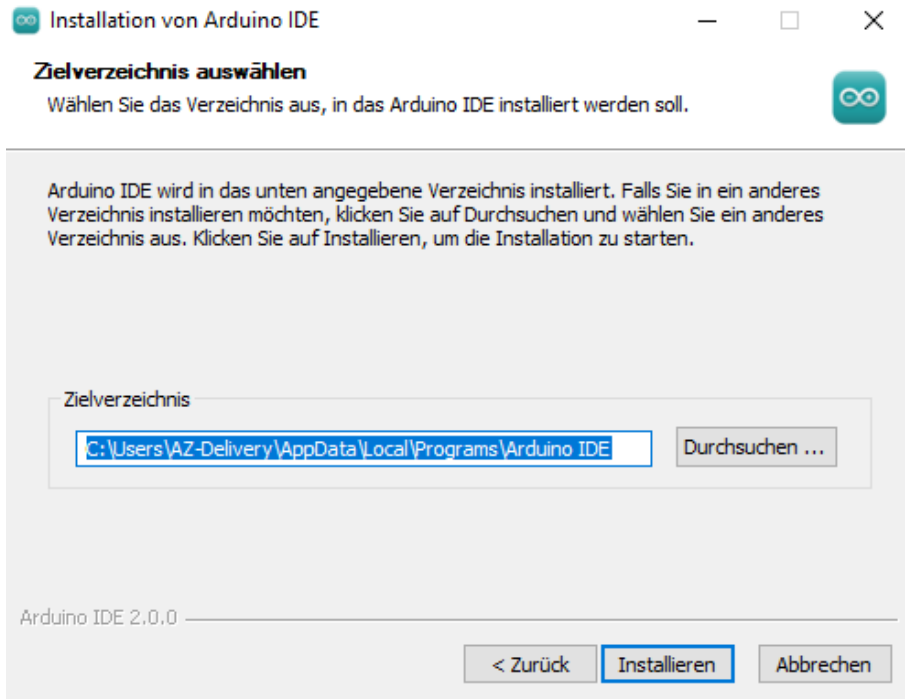 Installation von Arduino IDE
Zielverzeichnis auswählen
Wählen Sie das Verzeichnis aus, in das Arduino IDE installiert werden soll.
Arduino IDE wird in das unten angegebene Verzeichnis installiert. Falls Sie in ein anderes
Verzeichnis installieren möchten, klicken Sie auf Durchsuchen und wählen Sie ein anderes
Verzeichnis aus. Klicken Sie auf Installieren, um die Installation zu starten.
Zielverzeichnis
C:\Users\AZ-Delivery\AppData\Local\Programs\Arduino IDE
Durchsuchen ...
Arduino IDE 2.0.0
< Zurück
Installieren
Abbrechen